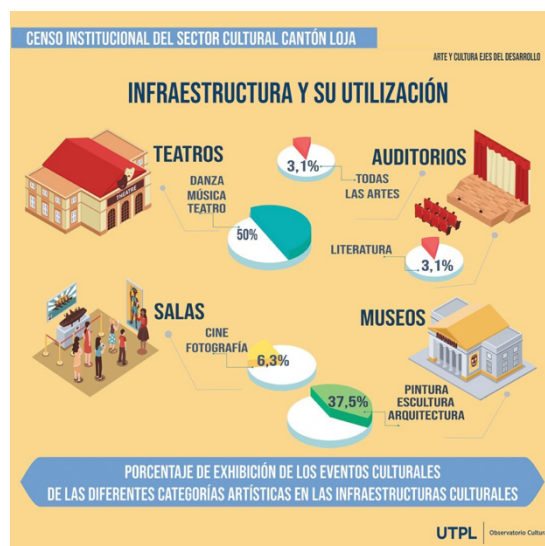 CENSO INSTITUCIONAL DEL SECTOR CULTURAL CANTÓN LOJA
ARTE Y CULTURA EJES DEL DESARROLLO
INFRAESTRUCTURA Y SU UTILIZACIÓN
TEATROS
DANZA
MÚSICA
TEATRO
50%
THEATRE
3,1%
TODAS
LAS ARTES
AUDITORIOS
LITERATURA
3,1%
SALAS
CINE
FOTOGRAFÍA
6,3%
MUSEOS
37,5%
PINTURA
ESCULTURA
ARQUITECTURA
PORCENTAJE DE EXHIBICIÓN DE LOS EVENTOS CULTURALES
DE LAS DIFERENTES CATEGORÍAS ARTÍSTICAS EN LAS INFRAESTRUCTURAS CULTURALES
UTPL Observatorio Cultur